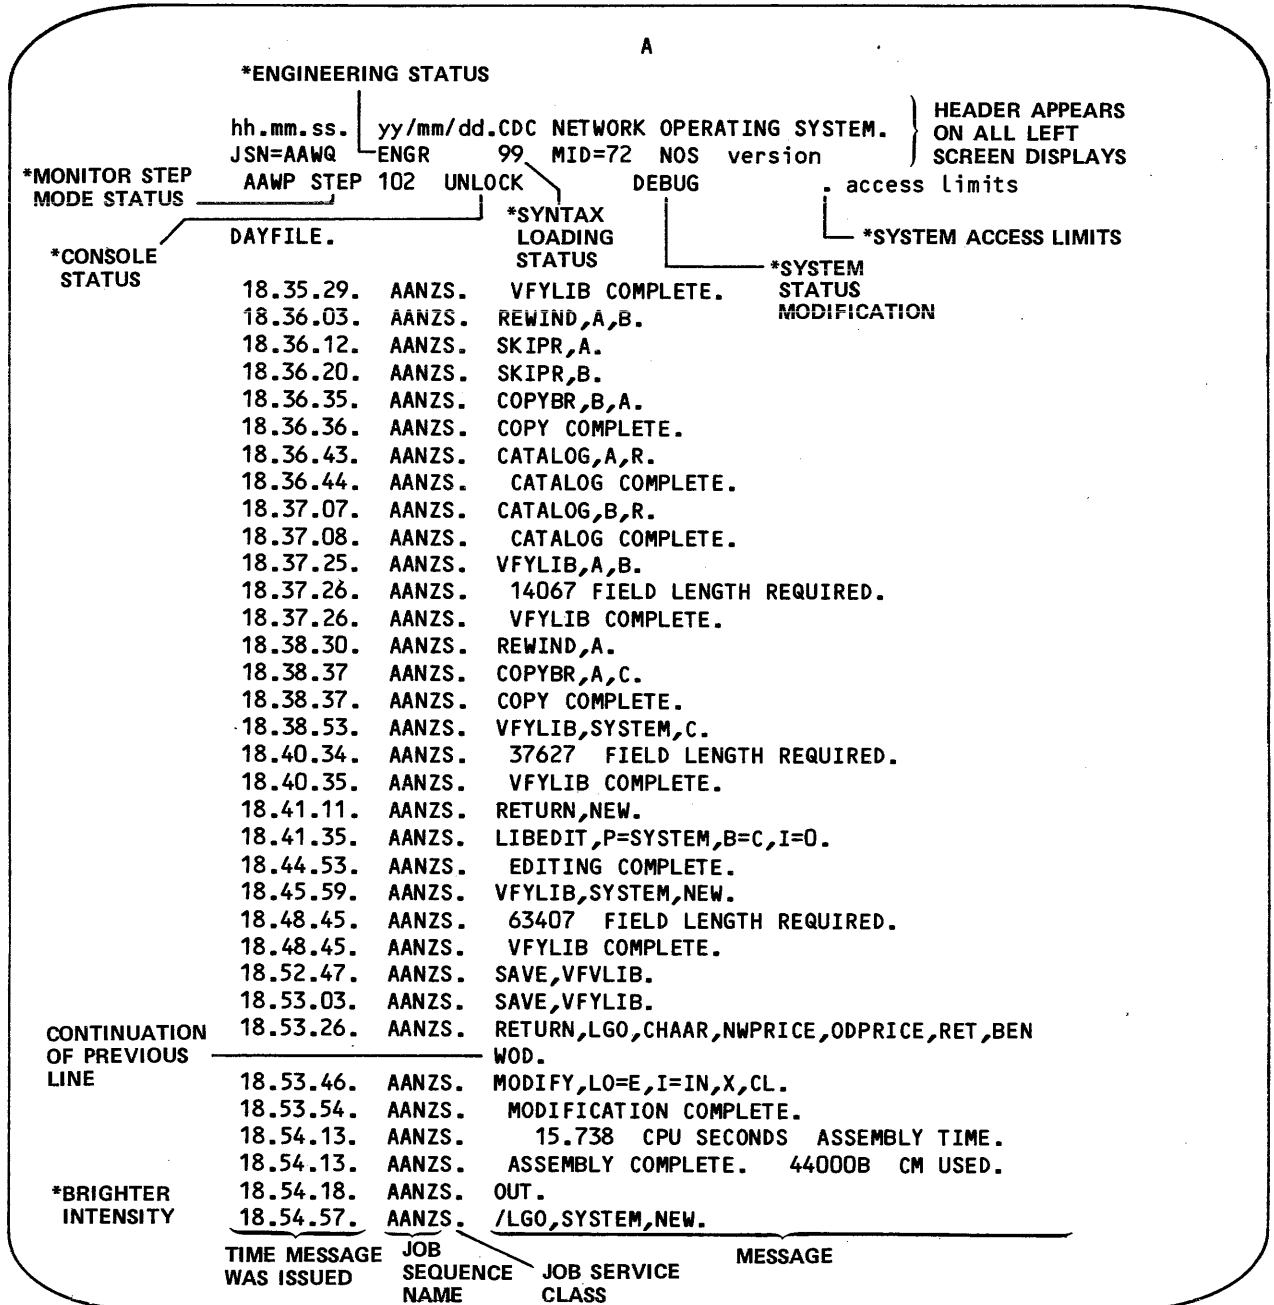 A
*ENGINEERING STATUS
hh.mm.ss. yy/mm/dd.CDC NETWORK OPERATING SYSTEM.
HEADER APPEARS
ON ALL LEFT
SCREEN DISPLAYS
JSN=AAWQ ENGR 99 MID=72 NOS version
*MONITOR STEP
MODE STATUS
AAWP STEP 102 UNLOCK DEBUG . access limits
*CONSOLE
STATUS
DAYFILE.
*SYNTAX
LOADING
STATUS
*SYSTEM ACCESS LIMITS
*SYSTEM
STATUS
MODIFICATION
18.35.29. AANZS. VFYLIB COMPLETE.
18.36.03. AANZS. REWIND,A,B.
18.36.12. AANZS. SKIPR,A.
18.36.20. AANZS. SKIPR,B.
18.36.35. AANZS. COPYBR,B,A.
18.36.36. AANZS. COPY COMPLETE.
18.36.43. AANZS. CATALOG,A,R.
18.36.44. AANZS. CATALOG COMPLETE.
18.37.07. AANZS. CATALOG,B,R.
18.37.08. AANZS. CATALOG COMPLETE.
18.37.25. AANZS. VFYLIB,A,B.
18.37.26. AANZS. 14067 FIELD LENGTH REQUIRED.
18.37.26. AANZS. VFYLIB COMPLETE.
18.38.30. AANZS. REWIND,A.
18.38.37 AANZS. COPYBR,A,C.
18.38.37. AANZS. COPY COMPLETE.
18.38.53. AANZS. VFYLIB,SYSTEM,C.
18.40.34. AANZS. 37627 FIELD LENGTH REQUIRED.
18.40.35. AANZS. VFYLIB COMPLETE.
18.41.11. AANZS. RETURN,NEW.
18.41.35. AANZS. LIBEDIT,P=SYSTEM,B=C,I=0.
18.44.53. AANZS. EDITING COMPLETE.
18.45.59. AANZS. VFYLIB,SYSTEM,NEW.
18.48.45. AANZS. 63407 FIELD LENGTH REQUIRED.
18.48.45. AANZS. VFYLIB COMPLETE.
18.52.47. AANZS. SAVE,VFVLIB.
18.53.03. AANZS. SAVE,VFYLIB.
18.53.26. AANZS. RETURN,LGO,CHAAR,NWPRICE,ODPRICE,RET,BEN
CONTINUATION
OF PREVIOUS
LINE
WOD.
18.53.46. AANZS. MODIFY,LO=E,I=IN,X,CL.
18.53.54. AANZS. MODIFICATION COMPLETE.
18.54.13. AANZS. 15.738 CPU SECONDS ASSEMBLY TIME.
18.54.13. AANZS. ASSEMBLY COMPLETE. 44000B CM USED.
*BRIGHTER
INTENSITY
18.54.18. AANZS. OUT.
18.54.57. AANZS. /LGO,SYSTEM,NEW.
TIME MESSAGE
WAS ISSUED
JOB
SEQUENCE
NAME
JOB SERVICE
CLASS
MESSAGE